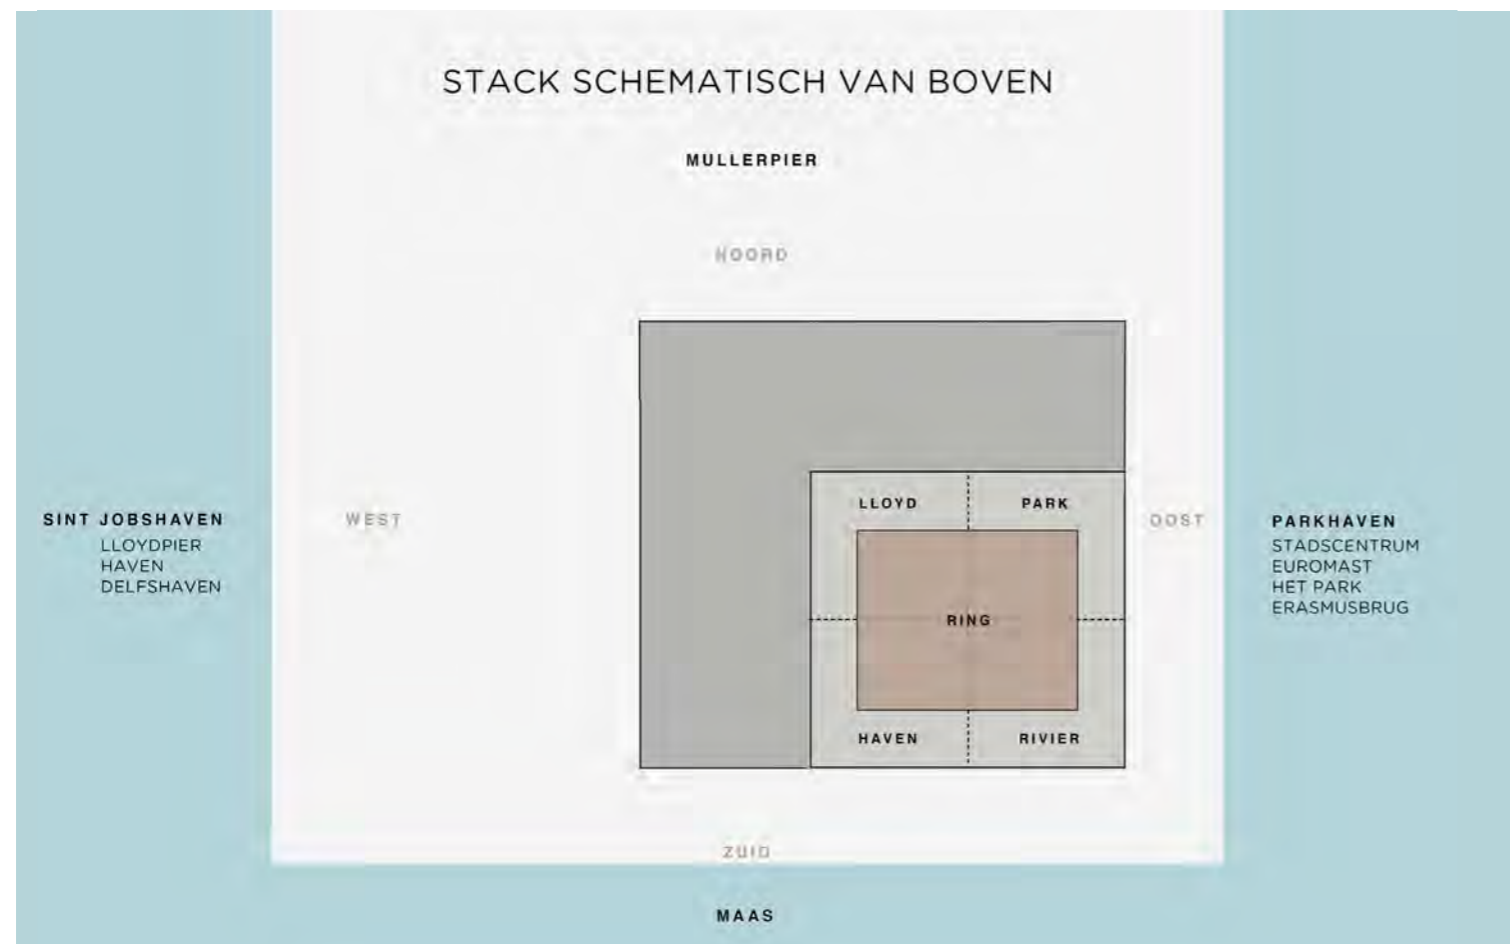 STACK SCHEMATISCH VAN BOVEN
MULLERPIER
NOORD
LLOYD
PARK
SINT JOBSHAVEN
LLOYDPIER
HAVEN
DELFSHAVEN
WEST
OOST
PARKHAVEN
STADSCENTRUM
EUROMAST
HET PARK
ERASMUSBRUG
RING
HAVEN
RIVIER
ZUID
MAAS